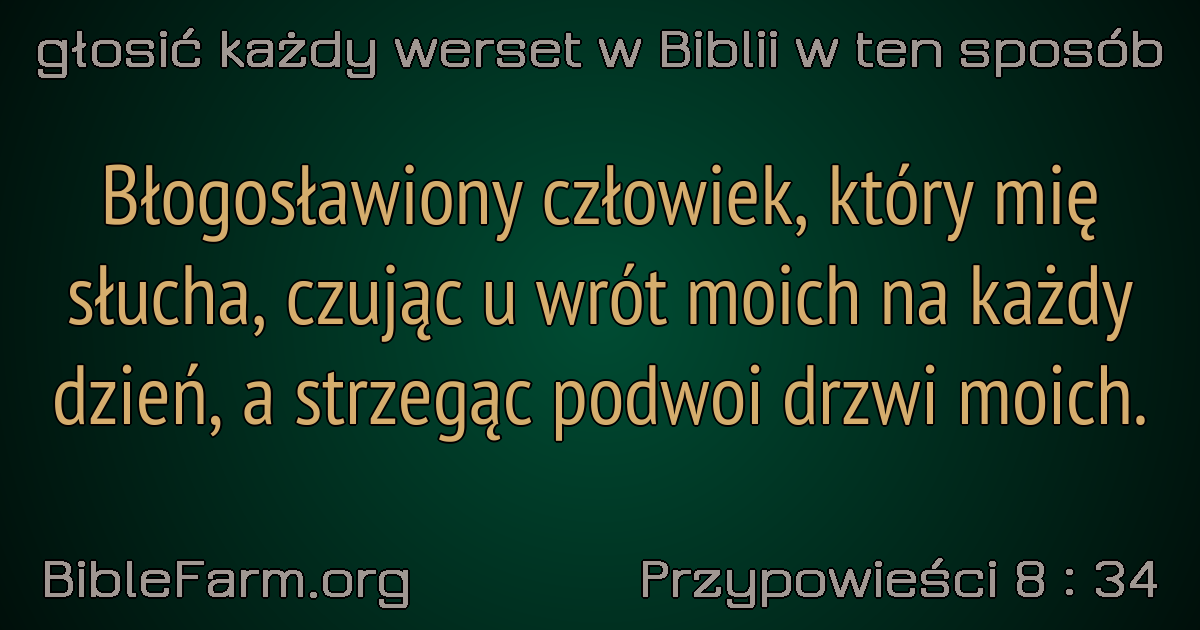 głosić każdy werset w Biblii w ten sposób
Błogosławiony człowiek, który mię
słucha, czując u wrót moich na każdy
dzień, a strzegąc podwoi drzwi moich.
BibleFarm.org
Przypowieści 8 : 34